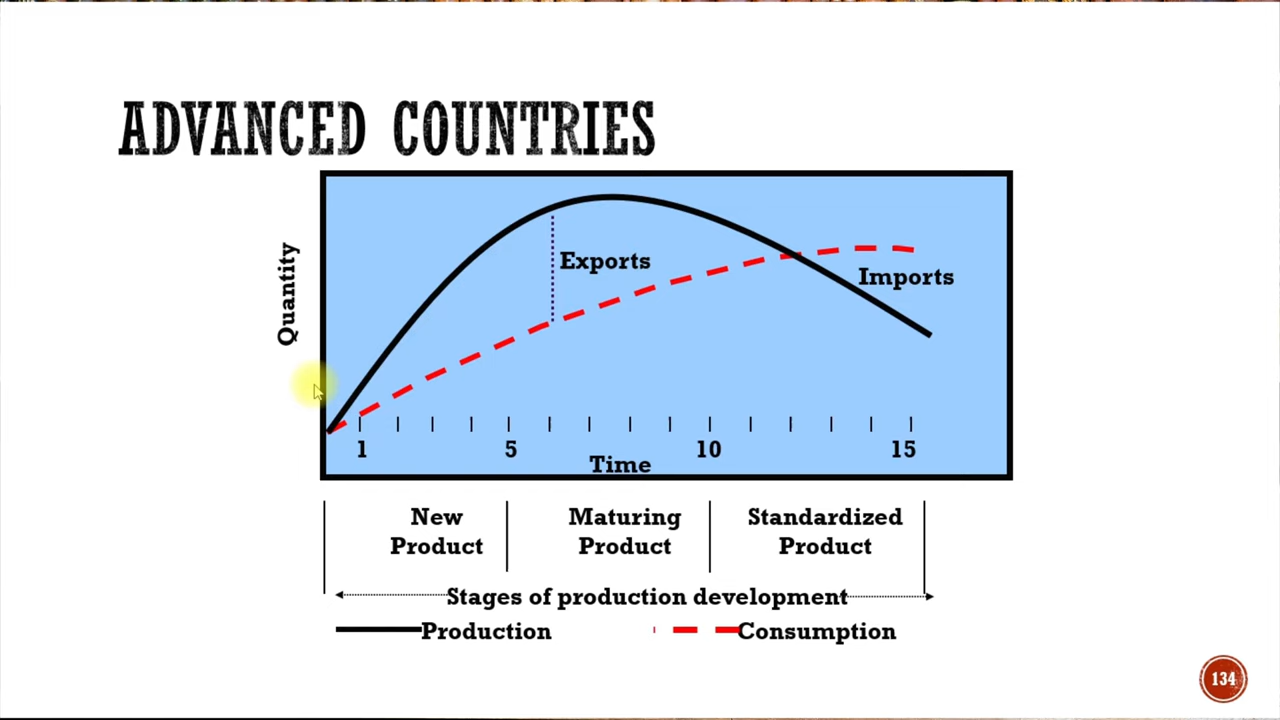 ADVANCED COUNTRIES
Quantity
Exports
Imports
1 5 10 15
Time
New Product
Maturing Product
Standardized Product
Stages of production development
Production Consumption
134